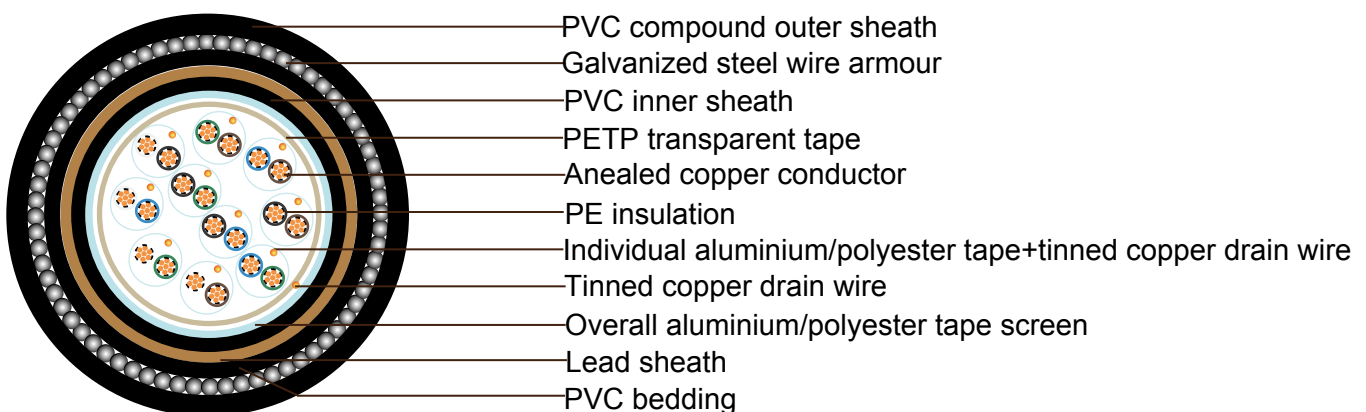 PVC compound outer sheath
Galvanized steel wire armour
PVC inner sheath
PETP transparent tape
Anealed copper conductor
PE insulation
Individual aluminium/polyester tape+tinned copper drain wire
Tinned copper drain wire
Overall aluminium/polyester tape screen
Lead sheath
PVC bedding